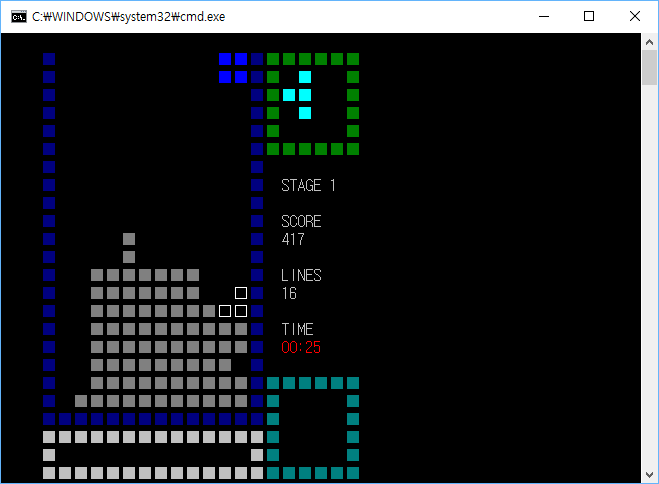 C:₩WINDOWS₩system32₩cmd.exe
STAGE 1
SCORE
417
LINES
16
TIME
00:25